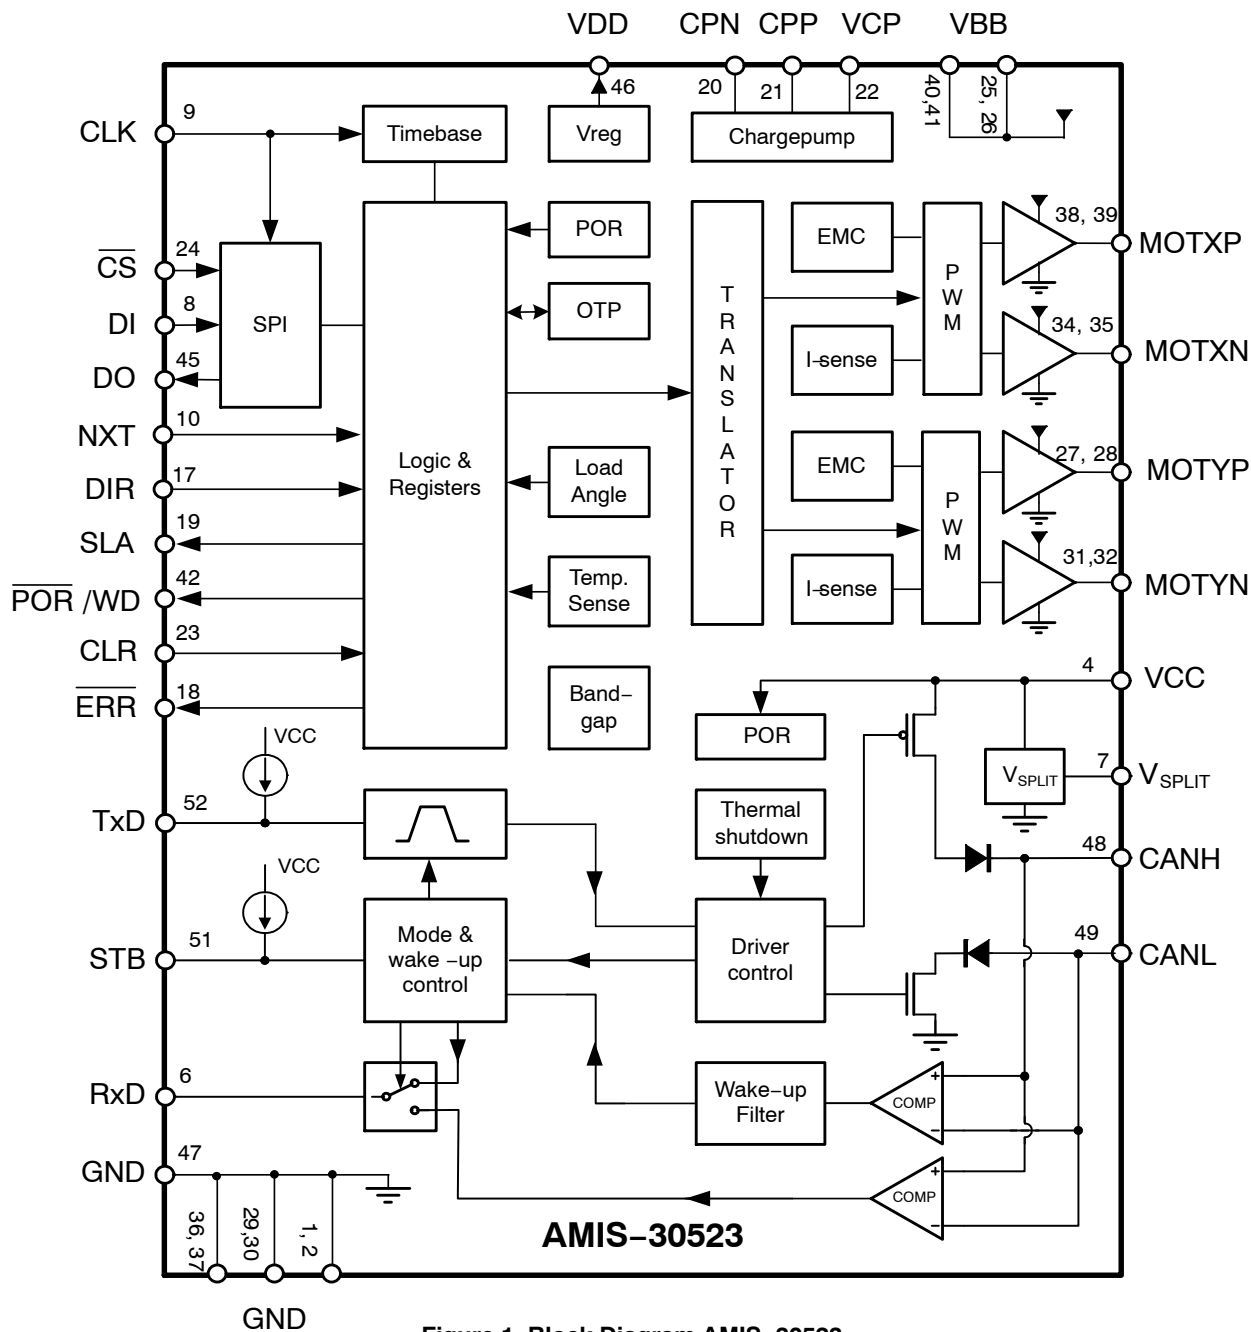 VDD CPN CPP VCP VBB
46 20 21 22 40,41 25, 26
CLK 9
Timebase
Vreg
Chargepump
POR
OTP
Load
Angle
Temp.
Sense
Band-
gap
CS 24
DI 8
DO 45
SPI
NXT 10
DIR 17
SLA 19
POR /WD 42
CLR 23
ERR 18
Logic &
Registers
TRANSLATOR
EMC
I-sense
PWM
EMC
I-sense
PWM
38, 39 MOTXP
34, 35 MOTXN
27, 28 MOTYP
31,32 MOTYN
4 VCC
POR
VSPLIT
7 VSPLIT
VCC
TxD 52
Thermal
shutdown
48 CANH
VCC
STB 51
Mode &
wake -up
control
Driver
control
49 CANL
RxD 6
Wake-up
Filter
COMP
+
-
COMP
+
-
GND 47
36, 37
29,30
1, 2
AMIS-30523
GND